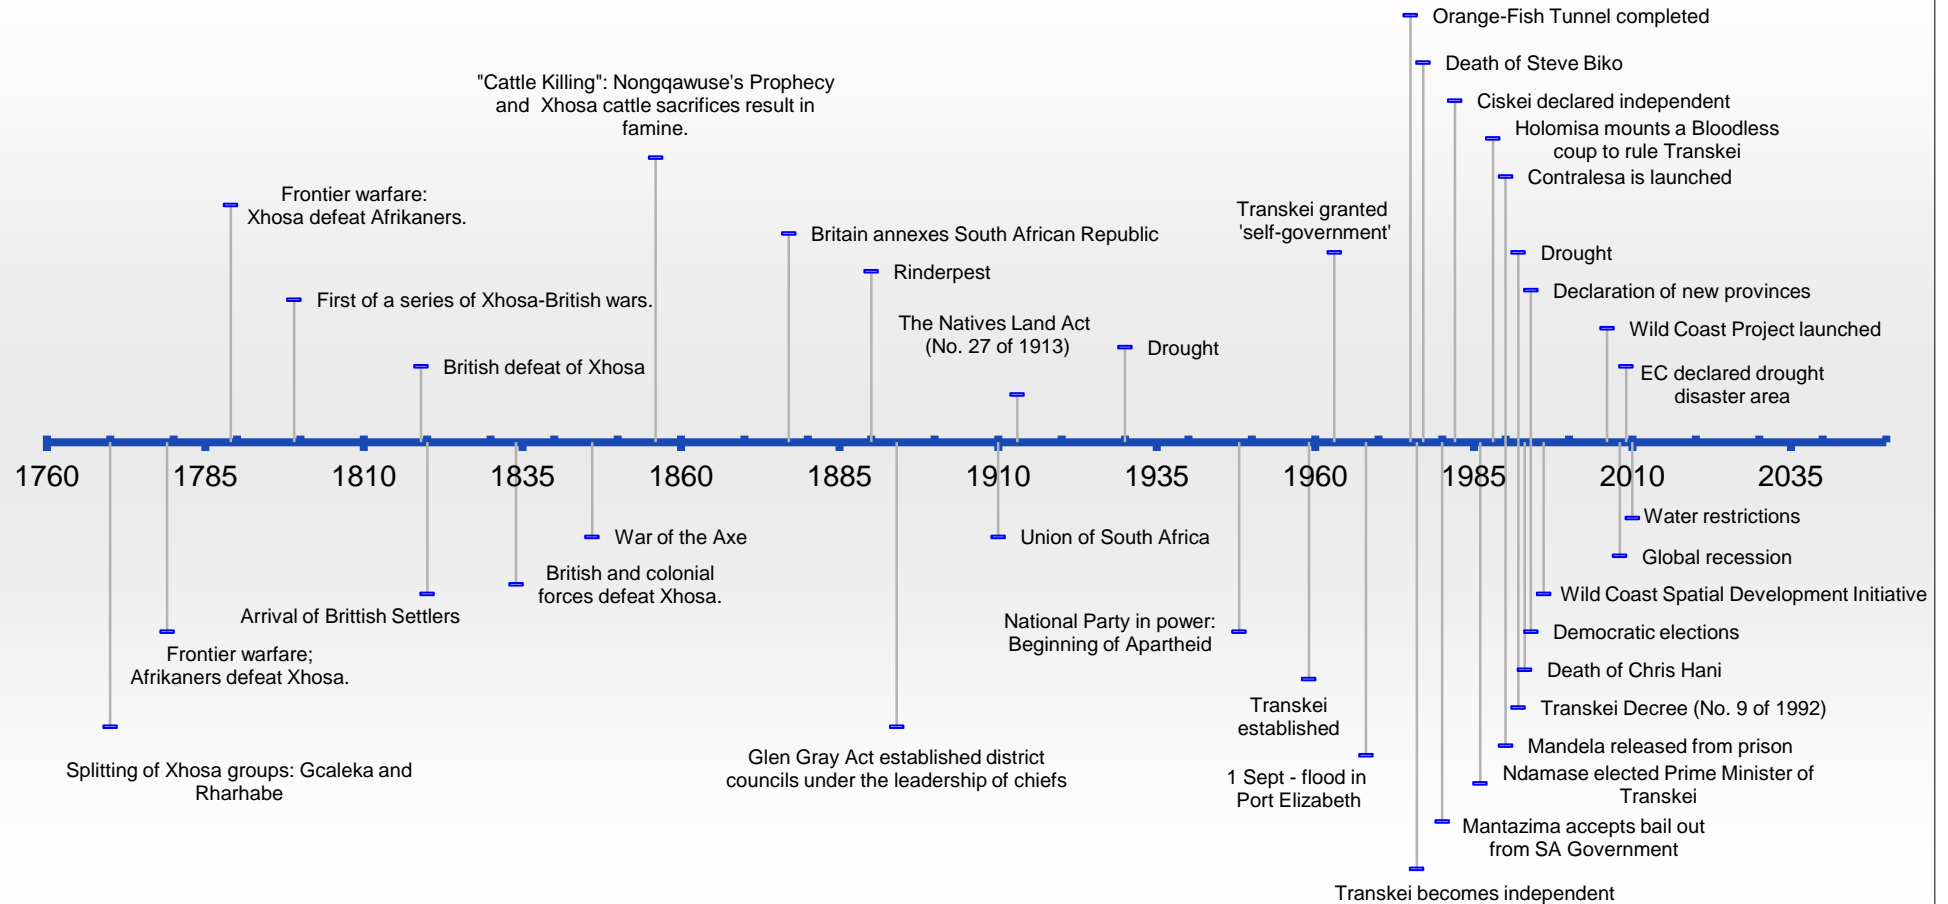 Orange-Fish Tunnel completed
Death of Steve Biko
"Cattle Killing": Nongqawuse's Prophecy
and  Xhosa cattle sacrifices result in
famine.
Ciskei declared independent
Holomisa mounts a Bloodless
coup to rule Transkei
Contralesa is launched
Frontier warfare:
Xhosa defeat Afrikaners.
Transkei granted
'self-government'
Britain annexes South African Republic
Drought
Rinderpest
Declaration of new provinces
First of a series of Xhosa-British wars.
The Natives Land Act
(No. 27 of 1913)
Wild Coast Project launched
Drought
British defeat of Xhosa
EC declared drought
disaster area
1760 1785 1810 1835 1860 1885 1910 1935 1960 1985 2010 2035
Water restrictions
War of the Axe
Union of South Africa
Global recession
British and colonial
forces defeat Xhosa.
Wild Coast Spatial Development Initiative
Arrival of Brittish Settlers
National Party in power:
Beginning of Apartheid
Democratic elections
Frontier warfare;
Afrikaners defeat Xhosa.
Death of Chris Hani
Transkei
established
Transkei Decree (No. 9 of 1992)
Mandela released from prison
Glen Gray Act established district
councils under the leadership of chiefs
Splitting of Xhosa groups: Gcaleka and
Rharhabe
1 Sept - flood in
Port Elizabeth
Ndamase elected Prime Minister of
Transkei
Mantazima accepts bail out
from SA Government
Transkei becomes independent